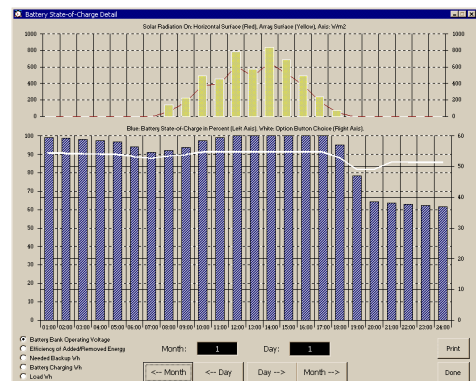 Battery State-of-Charge Detail
Solar Radiation On: Horizontal Surface (Red), Array Surface (Yellow), Axis: W/m2
1000 1000
800 800
600 600
400 400
200 200
0 0
Blue: Battery State-of-Charge in Percent (Left Axis). White: Option Button Choice (Right Axis).
100 60
90
80 50
70
60 40
50 30
40
30 20
20
10 10
0 0
01:00 02:00 03:00 04:00 05:00 06:00 07:00 08:00 09:00 10:00 11:00 12:00 13:00 14:00 15:00 16:00 17:00 18:00 19:00 20:00 21:00 22:00 23:00 24:00
Battery Bank Operating Voltage
Efficiency of Added/Removed Energy
Needed Backup Wh
Battery Charging Wh
Load Wh
Month: 1 Day: 1
<-- Month <-- Day Day --> Month -->
Print
Done